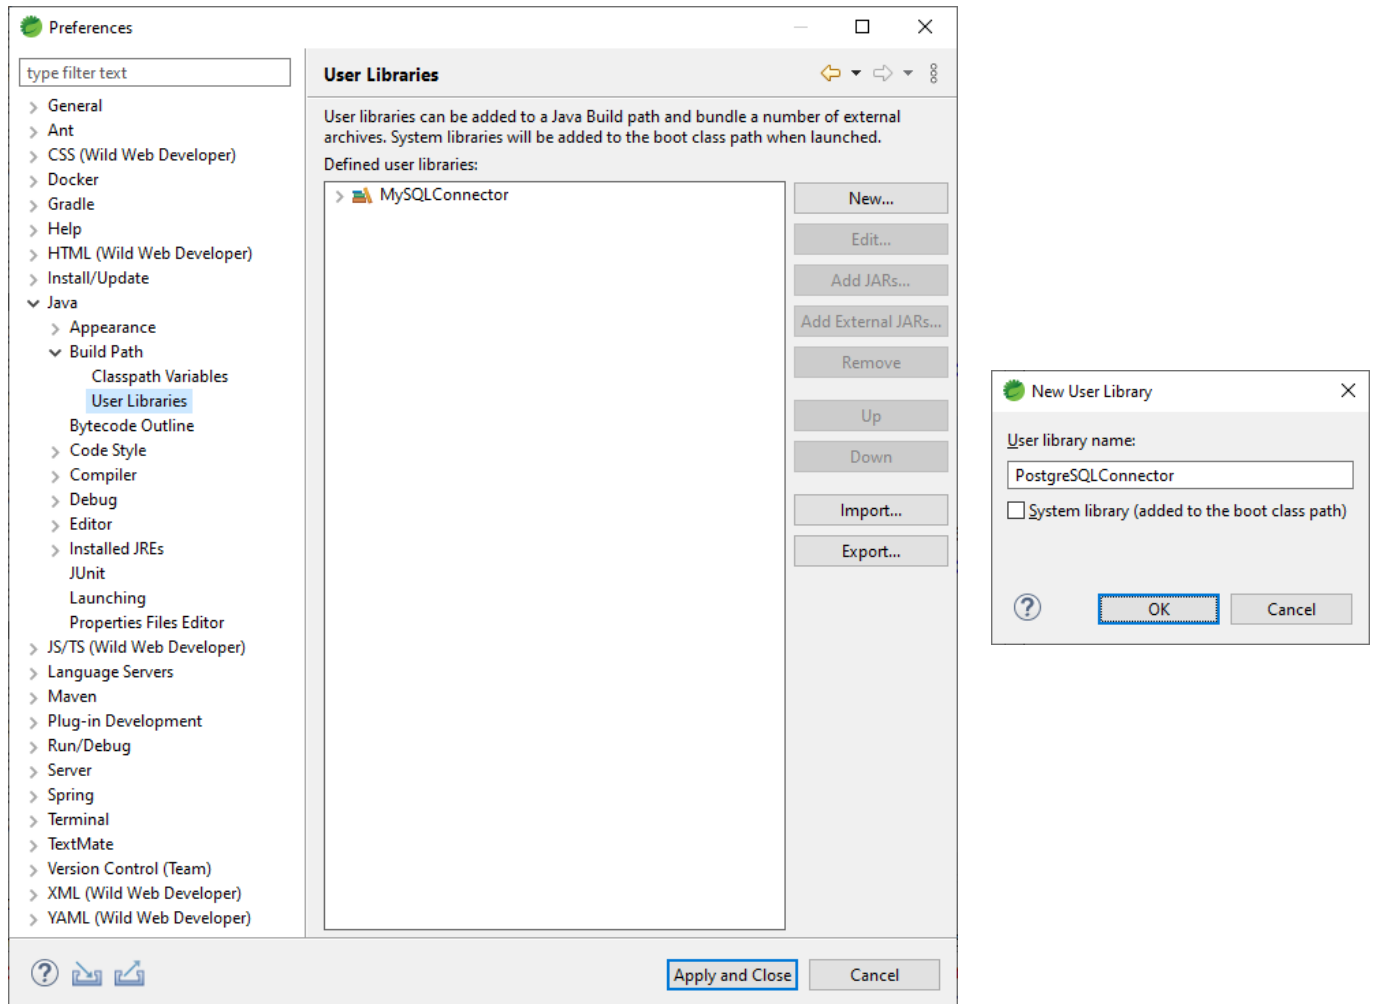 Preferences
type filter text
General
Ant
CSS (Wild Web Developer)
Docker
Gradle
Help
HTML (Wild Web Developer)
Install/Update
Java
Appearance
Build Path
Classpath Variables
User Libraries
Bytecode Outline
Code Style
Compiler
Debug
Editor
Installed JREs
JUnit
Launching
Properties Files Editor
JS/TS (Wild Web Developer)
Language Servers
Maven
Plug-in Development
Run/Debug
Server
Spring
Terminal
TextMate
Version Control (Team)
XML (Wild Web Developer)
YAML (Wild Web Developer)
User Libraries
User libraries can be added to a Java Build path and bundle a number of external
archives. System libraries will be added to the boot class path when launched.
Defined user libraries:
MySQLConnector
New...
Edit...
Add JARs...
Add External JARs...
Remove
Up
Down
Import...
Export...
Apply and Close
Cancel
New User Library
User library name:
PostgreSQLConnector
System library (added to the boot class path)
OK
Cancel